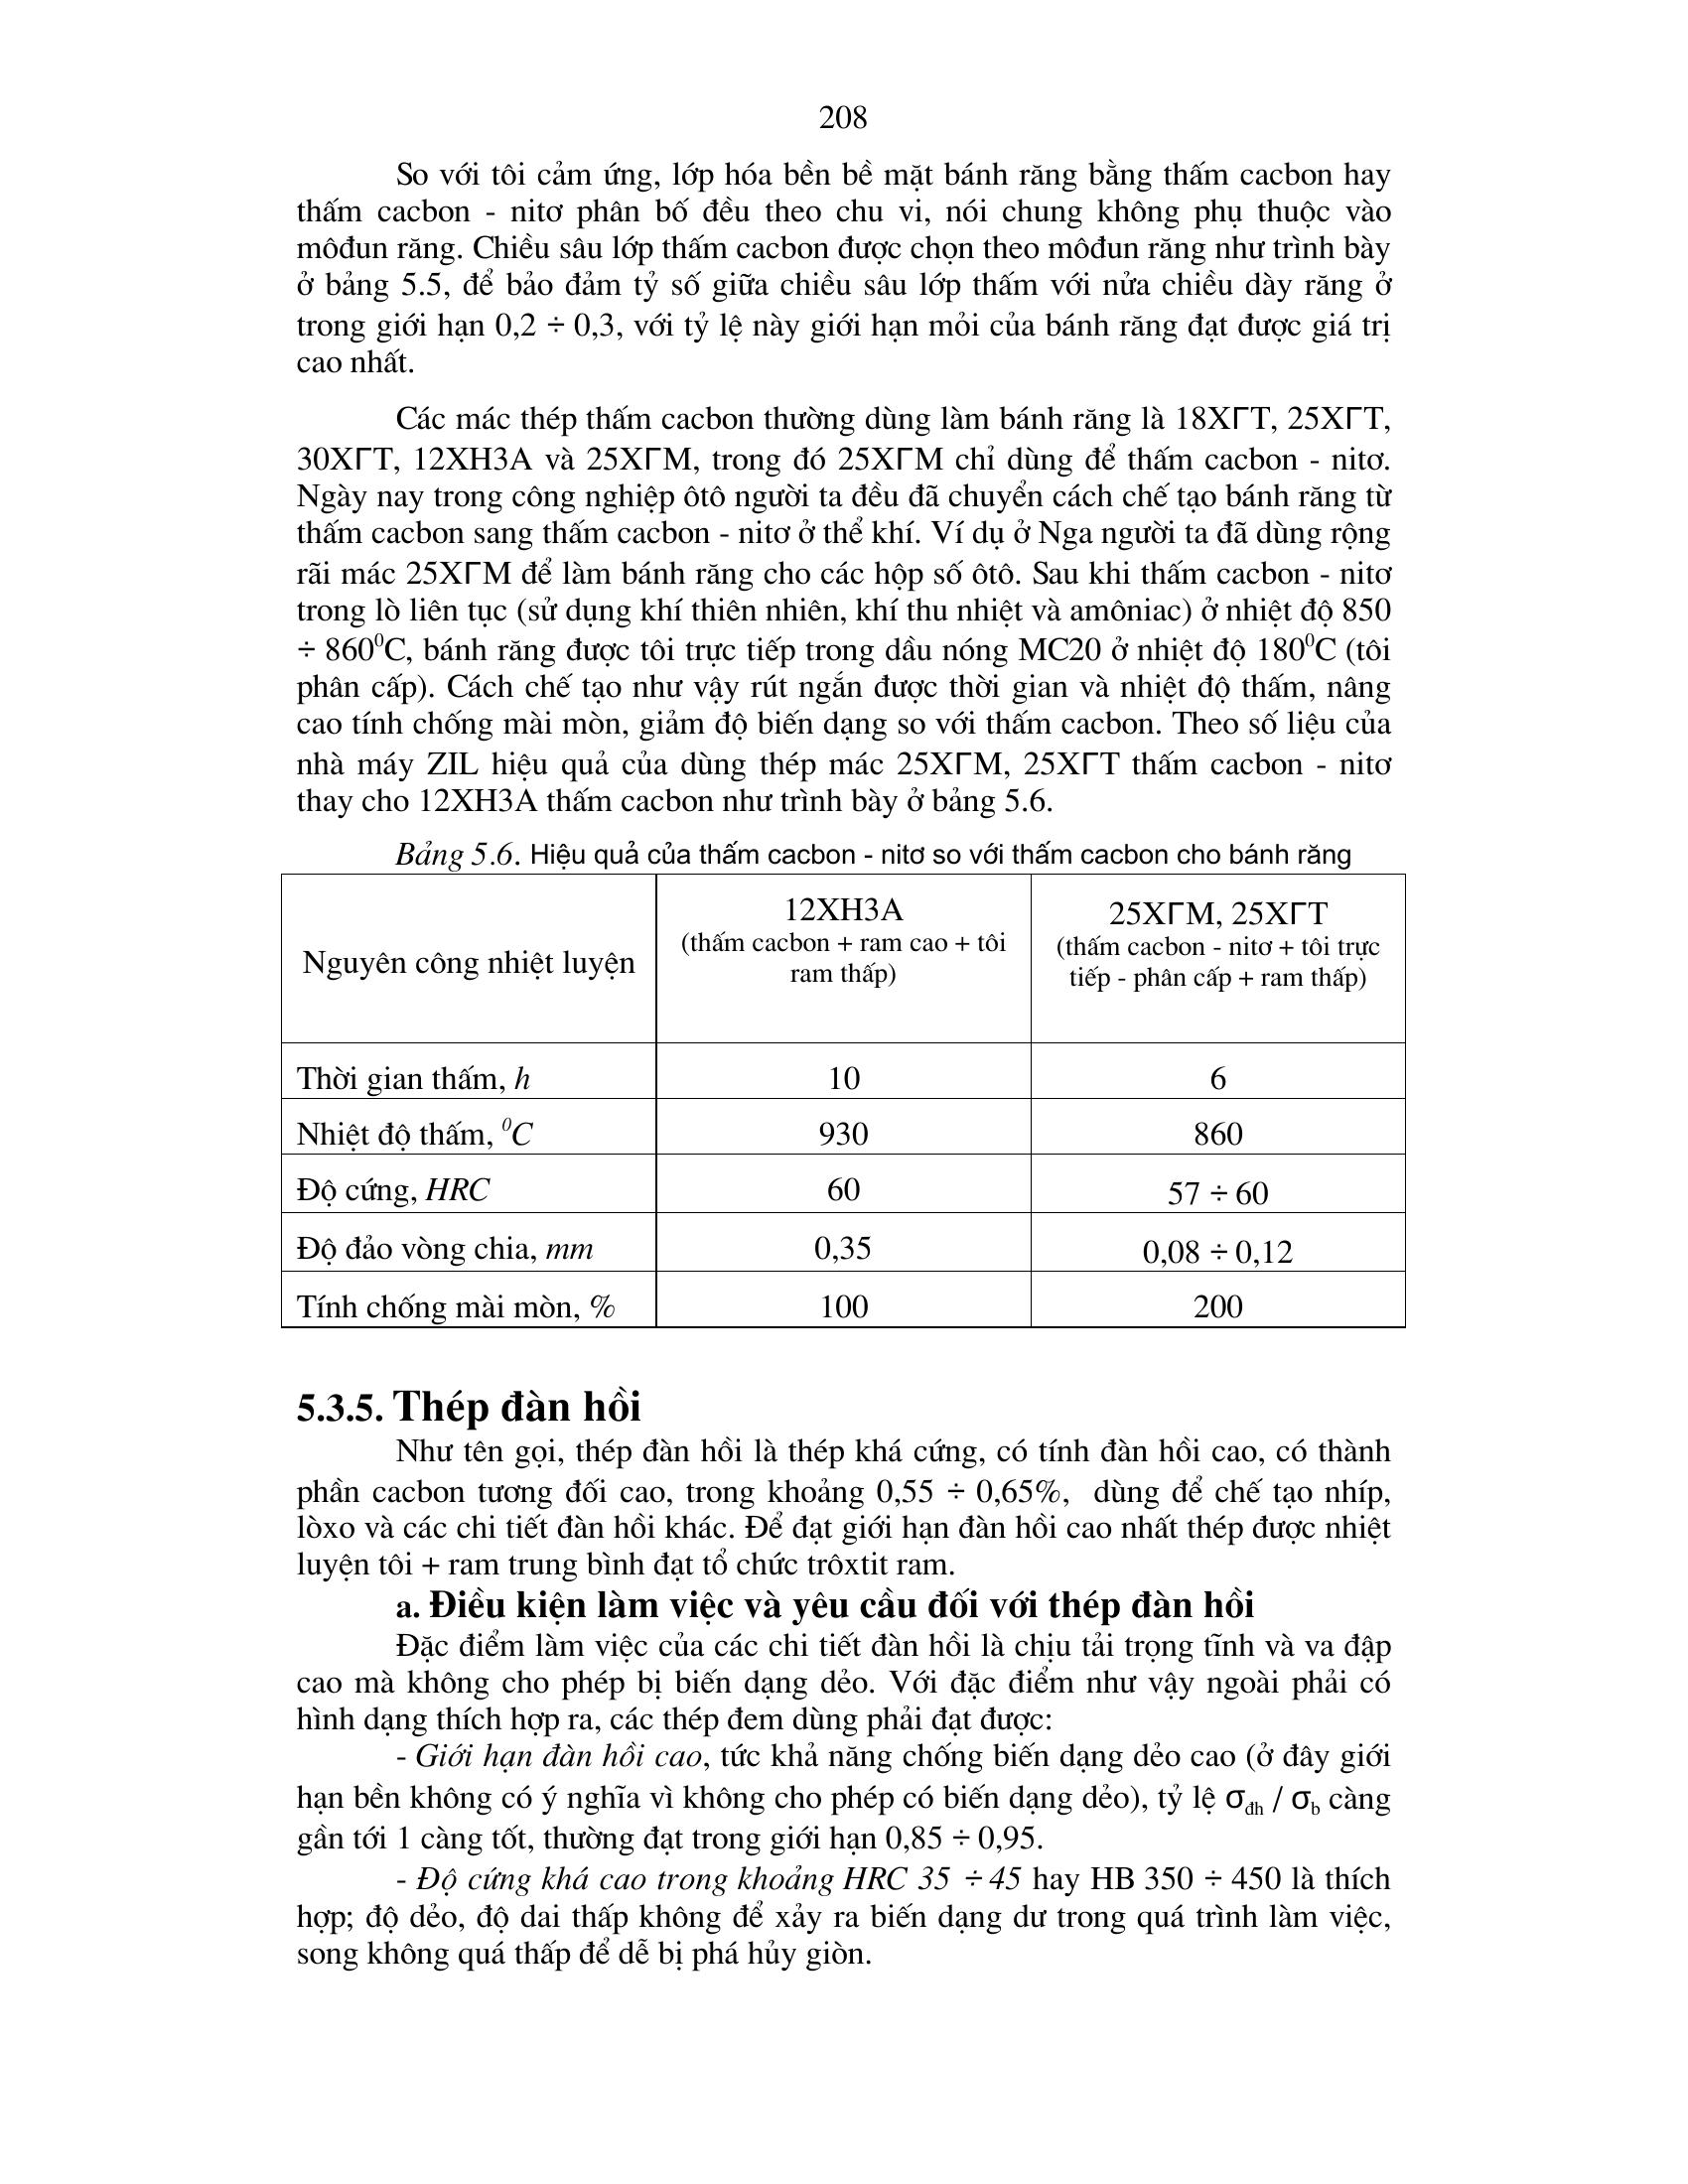 208
So với tôi cảm ứng, lớp hóa bền bề mặt bánh răng bằng thấm cacbon hay
thấm cacbon - nitơ phân bố đều theo chu vi, nói chung không phụ thuộc vào
môđun răng. Chiều sâu lớp thấm cacbon được chọn theo môđun răng như trình bày
ở bảng 5.5, để bảo đảm tỷ số giữa chiều sâu lớp thấm với nửa chiều dày răng ở
trong giới hạn 0,2 ÷ 0,3, với tỷ lệ này giới hạn mỏi của bánh răng đạt được giá trị
cao nhất.
Các mác thép thấm cacbon thường dùng làm bánh răng là 18XΓT, 25XΓT,
30XΓT, 12XH3A và 25XΓM, trong đó 25XΓM chỉ dùng để thấm cacbon - nitơ.
Ngày nay trong công nghiệp ôtô người ta đều đã chuyển cách chế tạo bánh răng từ
thấm cacbon sang thấm cacbon - nitơ ở thể khí. Ví dụ ở Nga người ta đã dùng rộng
rãi mác 25XΓM để làm bánh răng cho các hộp số ôtô. Sau khi thấm cacbon - nitơ
trong lò liên tục (sử dụng khí thiên nhiên, khí thu nhiệt và amôniac) ở nhiệt độ 850
÷ 860⁰C, bánh răng được tôi trực tiếp trong dầu nóng MC20 ở nhiệt độ 180⁰C (tôi
phân cấp). Cách chế tạo như vậy rút ngắn được thời gian và nhiệt độ thấm, nâng
cao tính chống mài mòn, giảm độ biến dạng so với thấm cacbon. Theo số liệu của
nhà máy ZIL hiệu quả của dùng thép mác 25XΓM, 25XΓT thấm cacbon - nitơ
thay cho 12XH3A thấm cacbon như trình bày ở bảng 5.6.
Bảng 5.6. Hiệu quả của thấm cacbon - nitơ so với thấm cacbon cho bánh răng
Nguyên công nhiệt luyện
12XH3A
(thấm cacbon + ram cao + tôi
ram thấp)
25XΓM, 25XΓT
(thấm cacbon - nitơ + tôi trực
tiếp - phân cấp + ram thấp)
Thời gian thấm, h 10 6
Nhiệt độ thấm, ⁰C 930 860
Độ cứng, HRC 60 57 ÷ 60
Độ đảo vòng chia, mm 0,35 0,08 ÷ 0,12
Tính chống mài mòn, % 100 200
5.3.5. Thép đàn hồi
Như tên gọi, thép đàn hồi là thép khá cứng, có tính đàn hồi cao, có thành
phần cacbon tương đối cao, trong khoảng 0,55 ÷ 0,65%, dùng để chế tạo nhíp,
lòxo và các chi tiết đàn hồi khác. Để đạt giới hạn đàn hồi cao nhất thép được nhiệt
luyện tôi + ram trung bình đạt tổ chức trôxtit ram.
a. Điều kiện làm việc và yêu cầu đối với thép đàn hồi
Đặc điểm làm việc của các chi tiết đàn hồi là chịu tải trọng tĩnh và va đập
cao mà không cho phép bị biến dạng dẻo. Với đặc điểm như vậy ngoài phải có
hình dạng thích hợp ra, các thép đem dùng phải đạt được:
- Giới hạn đàn hồi cao, tức khả năng chống biến dạng dẻo cao (ở đây giới
hạn bền không có ý nghĩa vì không cho phép có biến dạng dẻo), tỷ lệ σđh / σb càng
gần tới 1 càng tốt, thường đạt trong giới hạn 0,85 ÷ 0,95.
- Độ cứng khá cao trong khoảng HRC 35 ÷ 45 hay HB 350 ÷ 450 là thích
hợp; độ dẻo, độ dai thấp không để xảy ra biến dạng dư trong quá trình làm việc,
song không quá thấp để dễ bị phá hủy giòn.